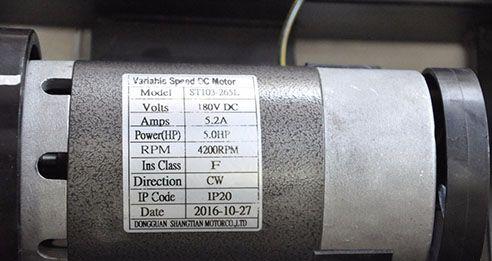 Variable Speed DC Motor
Model ST103-265L
Volts 180V DC
Amps 5.2A
Power(HP) 5.0HP
RPM 4200RPM
Ins Class F
Direction CW
IP Code IP20
Date 2016-10-27
DONGGUAN SHANGTIAN MOTOR CO.,LTD